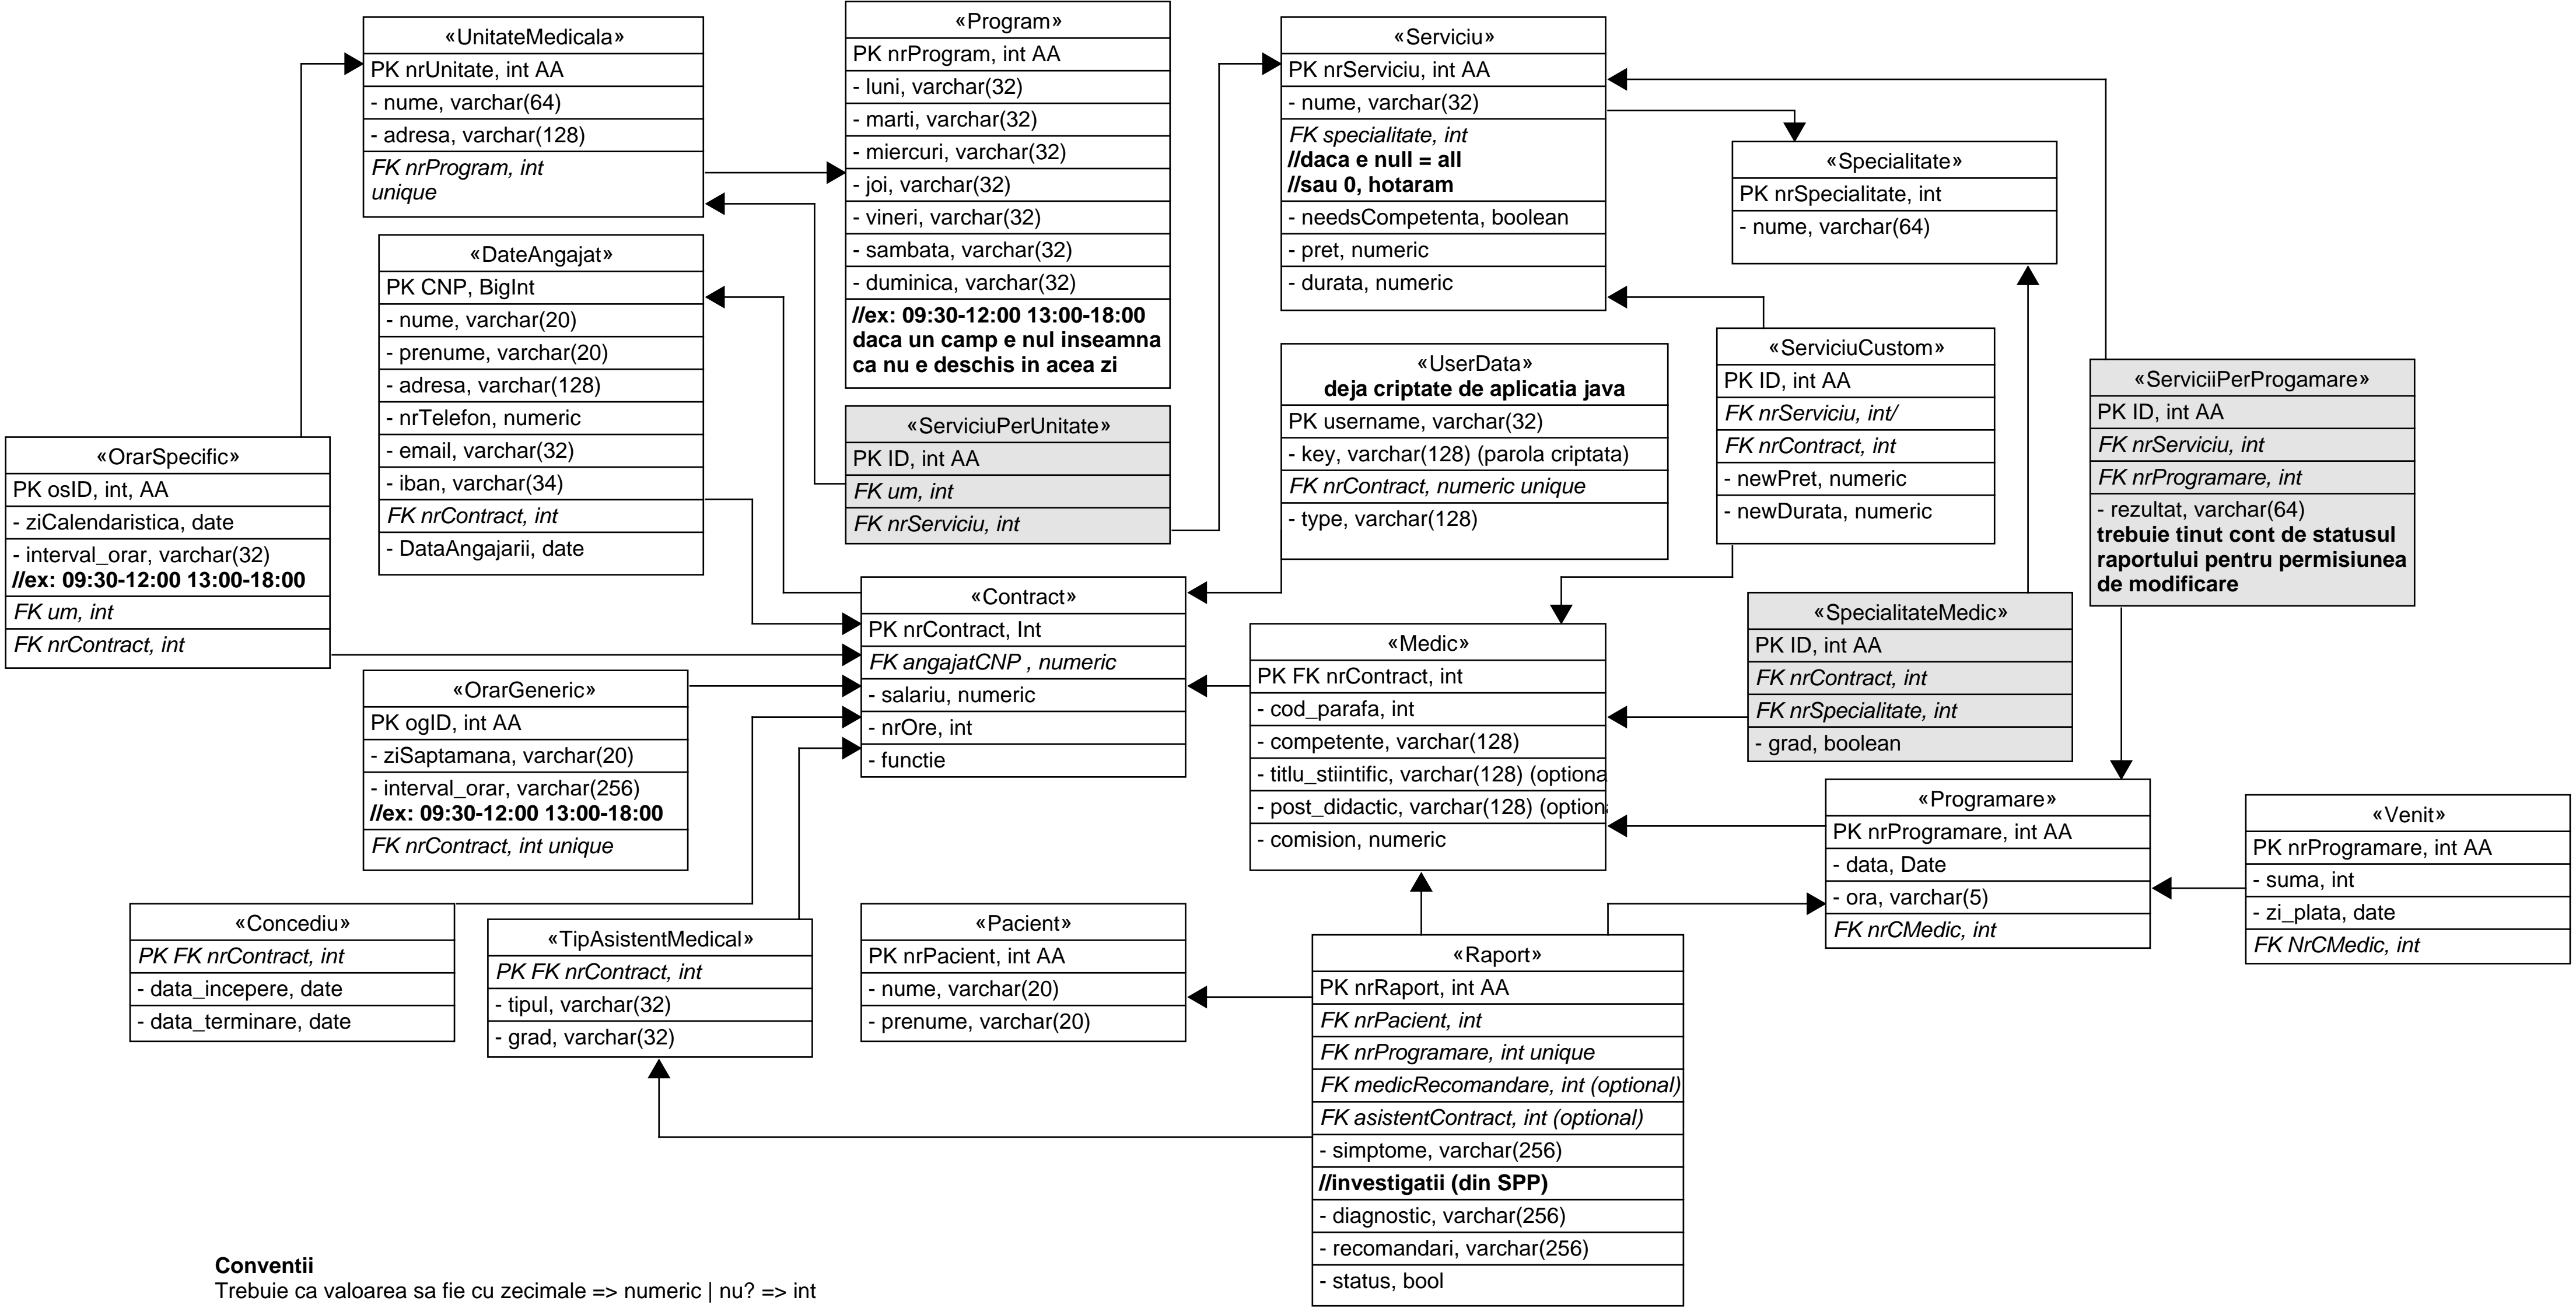 «UnitateMedicala»
PK nrUnitate, int AA
- nume, varchar(64)
- adresa, varchar(128)
FK nrProgram, int
unique
«Program»
PK nrProgram, int AA
- luni, varchar(32)
- marti, varchar(32)
- miercuri, varchar(32)
- joi, varchar(32)
- vineri, varchar(32)
- sambata, varchar(32)
- duminica, varchar(32)
//ex: 09:30-12:00 13:00-18:00
daca un camp e nul inseamna
ca nu e deschis in acea zi
«Serviciu»
PK nrServiciu, int AA
- nume, varchar(32)
FK specialitate, int
//daca e null = all
//sau 0, hotaram
- needsCompetenta, boolean
- pret, numeric
- durata, numeric
«Specialitate»
PK nrSpecialitate, int
- nume, varchar(64)
«DateAngajat»
PK CNP, BigInt
- nume, varchar(20)
- prenume, varchar(20)
- adresa, varchar(128)
- nrTelefon, numeric
- email, varchar(32)
- iban, varchar(34)
FK nrContract, int
- DataAngajarii, date
«ServiciuPerUnitate»
PK ID, int AA
FK um, int
FK nrServiciu, int
«UserData»
deja criptate de aplicatia java
PK username, varchar(32)
- key, varchar(128) (parola criptata)
FK nrContract, numeric unique
- type, varchar(128)
«ServiciuCustom»
PK ID, int AA
FK nrServiciu, int/
FK nrContract, int
- newPret, numeric
- newDurata, numeric
«ServiciiPerProgamare»
PK ID, int AA
FK nrServiciu, int
FK nrProgramare, int
- rezultat, varchar(64)
trebuie tinut cont de statusul
raportului pentru permisiunea
de modificare
«OrarSpecific»
PK osID, int, AA
- ziCalendaristica, date
- interval_orar, varchar(32)
//ex: 09:30-12:00 13:00-18:00
FK um, int
FK nrContract, int
«Contract»
PK nrContract, Int
FK angajatCNP , numeric
- salariu, numeric
- nrOre, int
- functie
«Medic»
PK FK nrContract, int
- cod_parafa, int
- competente, varchar(128)
- titlu_stiintific, varchar(128) (optiona
- post_didactic, varchar(128) (option
- comision, numeric
«SpecialitateMedic»
PK ID, int AA
FK nrContract, int
FK nrSpecialitate, int
- grad, boolean
«OrarGeneric»
PK ogID, int AA
- ziSaptamana, varchar(20)
- interval_orar, varchar(256)
//ex: 09:30-12:00 13:00-18:00
FK nrContract, int unique
«Programare»
PK nrProgramare, int AA
- data, Date
- ora, varchar(5)
FK nrCMedic, int
«Venit»
PK nrProgramare, int AA
- suma, int
- zi_plata, date
FK NrCMedic, int
«Concediu»
PK FK nrContract, int
- data_incepere, date
- data_terminare, date
«TipAsistentMedical»
PK FK nrContract, int
- tipul, varchar(32)
- grad, varchar(32)
«Pacient»
PK nrPacient, int AA
- nume, varchar(20)
- prenume, varchar(20)
«Raport»
PK nrRaport, int AA
FK nrPacient, int
FK nrProgramare, int unique
FK medicRecomandare, int (optional)
FK asistentContract, int (optional)
- simptome, varchar(256)
//investigatii (din SPP)
- diagnostic, varchar(256)
- recomandari, varchar(256)
- status, bool
Conventii
Trebuie ca valoarea sa fie cu zecimale => numeric | nu? => int